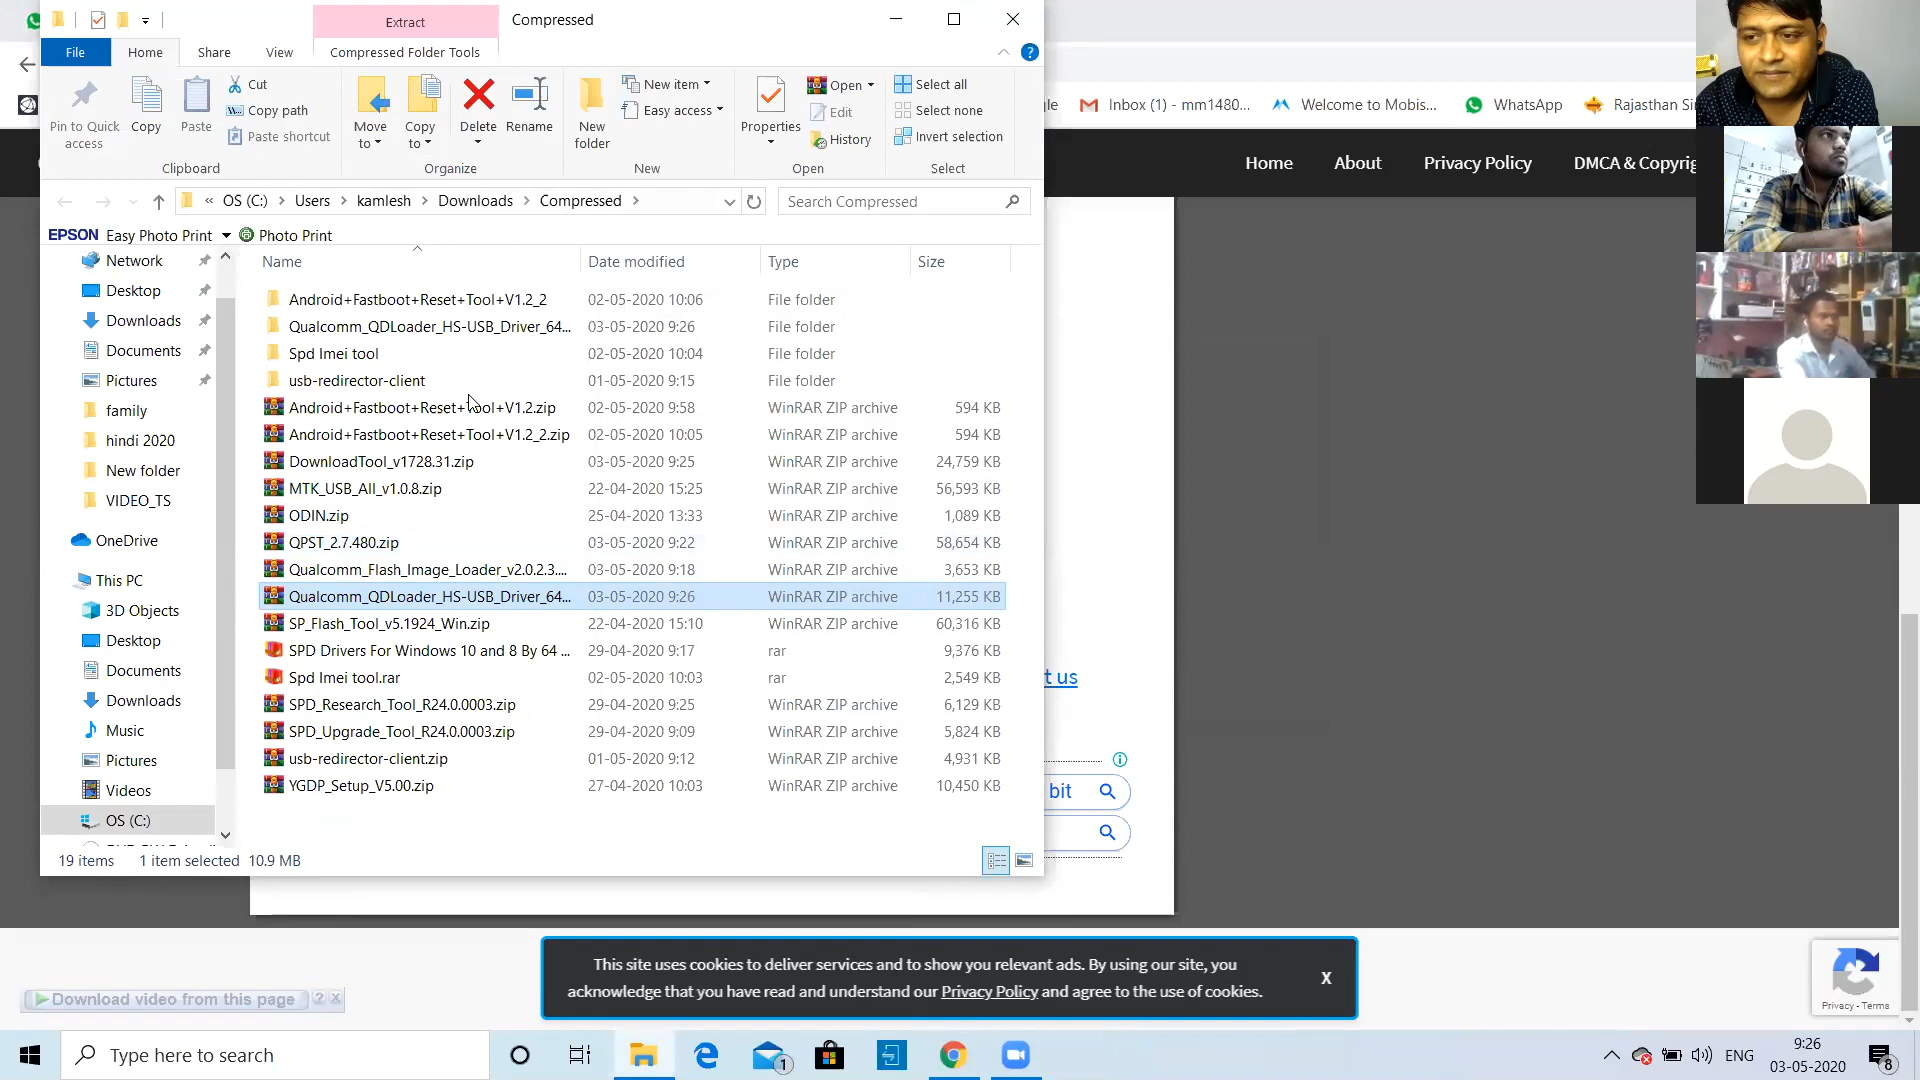 Extract
Compressed
File
Home
Share
View
Compressed Folder Tools
Pin to Quick access
Copy
Paste
Cut
Copy path
Paste shortcut
Clipboard
Move to
Copy to
Delete
Rename
Organize
New folder
New item
Easy access
New
Properties
Open
Edit
History
Open
Select all
Select none
Invert selection
Select
« OS (C:) > Users > kamlesh > Downloads > Compressed >
Search Compressed
EPSON Easy Photo Print Photo Print
Network
Desktop
Downloads
Documents
Pictures
family
hindi 2020
New folder
VIDEO_TS
OneDrive
This PC
3D Objects
Desktop
Documents
Downloads
Music
Pictures
Videos
OS (C:)
Name Date modified Type Size
Android+Fastboot+Reset+Tool+V1.2_2 02-05-2020 10:06 File folder
Qualcomm_QDLoader_HS-USB_Driver_64... 03-05-2020 9:26 File folder
Spd Imei tool 02-05-2020 10:04 File folder
usb-redirector-client 01-05-2020 9:15 File folder
Android+Fastboot+Reset+Tool+V1.2.zip 02-05-2020 9:58 WinRAR ZIP archive 594 KB
Android+Fastboot+Reset+Tool+V1.2_2.zip 02-05-2020 10:05 WinRAR ZIP archive 594 KB
DownloadTool_v1728.31.zip 03-05-2020 9:25 WinRAR ZIP archive 24,759 KB
MTK_USB_All_v1.0.8.zip 22-04-2020 15:25 WinRAR ZIP archive 56,593 KB
ODIN.zip 25-04-2020 13:33 WinRAR ZIP archive 1,089 KB
QPST_2.7.480.zip 03-05-2020 9:22 WinRAR ZIP archive 58,654 KB
Qualcomm_Flash_Image_Loader_v2.0.2.3.... 03-05-2020 9:18 WinRAR ZIP archive 3,653 KB
Qualcomm_QDLoader_HS-USB_Driver_64... 03-05-2020 9:26 WinRAR ZIP archive 11,255 KB
SP_Flash_Tool_v5.1924_Win.zip 22-04-2020 15:10 WinRAR ZIP archive 60,316 KB
SPD Drivers For Windows 10 and 8 By 64 ... 29-04-2020 9:17 rar 9,376 KB
Spd Imei tool.rar 02-05-2020 10:03 rar 2,549 KB
SPD_Research_Tool_R24.0.0003.zip 29-04-2020 9:25 WinRAR ZIP archive 6,129 KB
SPD_Upgrade_Tool_R24.0.0003.zip 29-04-2020 9:09 WinRAR ZIP archive 5,824 KB
usb-redirector-client.zip 01-05-2020 9:12 WinRAR ZIP archive 4,931 KB
YGDP_Setup_V5.00.zip 27-04-2020 10:03 WinRAR ZIP archive 10,450 KB
19 items 1 item selected 10.9 MB
gle Inbox (1) - mm1480... Welcome to Mobis... WhatsApp Rajasthan Si
Home About Privacy Policy DMCA & Copyrig
t us
bit
This site uses cookies to deliver services and to show you relevant ads. By using our site, you
acknowledge that you have read and understand our Privacy Policy and agree to the use of cookies.
X
Privacy - Terms
Download video from this page ? x
Type here to search
1
ENG
9:26
03-05-2020
8